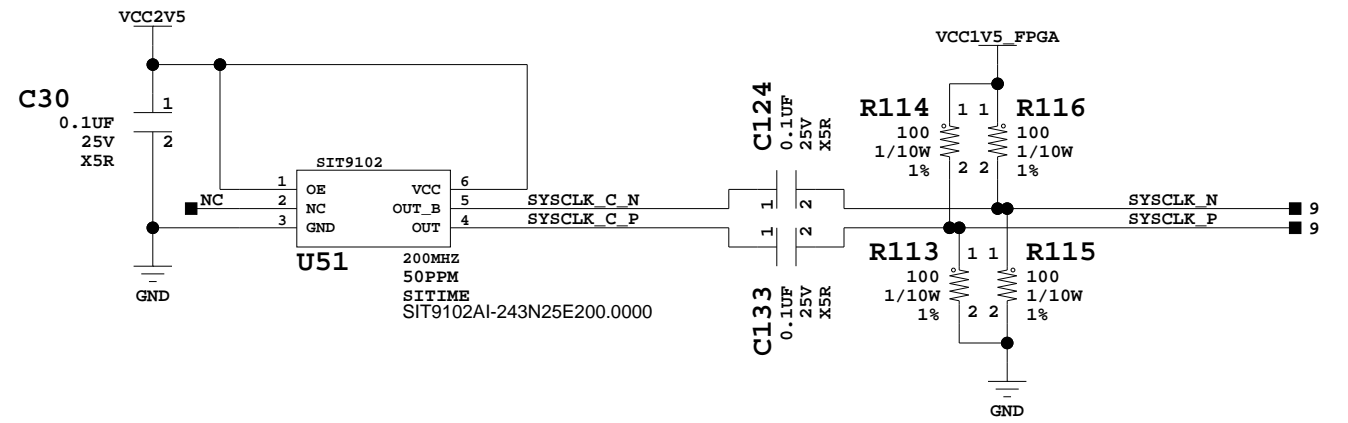 VCC2V5
VCC1V5_FPGA
C30
0.1UF
25V
X5R
1
2
C124
0.1UF
25V
X5R
R114
100
1/10W
1%
1 1
2 2
R116
100
1/10W
1%
SIT9102
1 OE VCC 6
NC 2 NC OUT_B 5 SYSCLK_C_N
3 GND OUT 4 SYSCLK_C_P
1 2
1 2
SYSCLK_N 9
SYSCLK_P 9
U51
200MHZ
50PPM
SITIME
SIT9102AI-243N25E200.0000
C133
0.1UF
25V
X5R
R113
100
1/10W
1%
1 1
2 2
R115
100
1/10W
1%
GND
GND